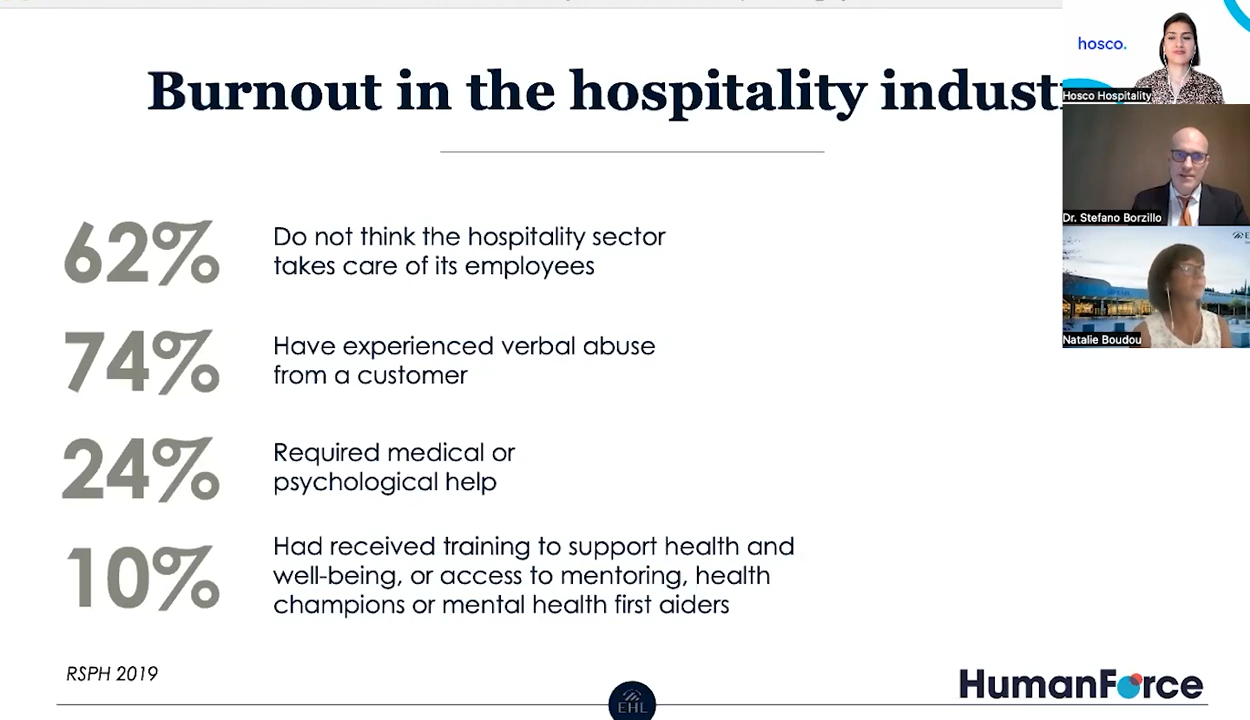 Burnout in the hospitality indust
62%
Do not think the hospitality sector
takes care of its employees
74%
Have experienced verbal abuse
from a customer
24%
Required medical or
psychological help
10%
Had received training to support health and
well-being, or access to mentoring, health
champions or mental health first aiders
RSPH 2019
EHL
HumanForce
hosco.
Hosco Hospitality
Dr. Stefano Borzillo
Natalie Boudou